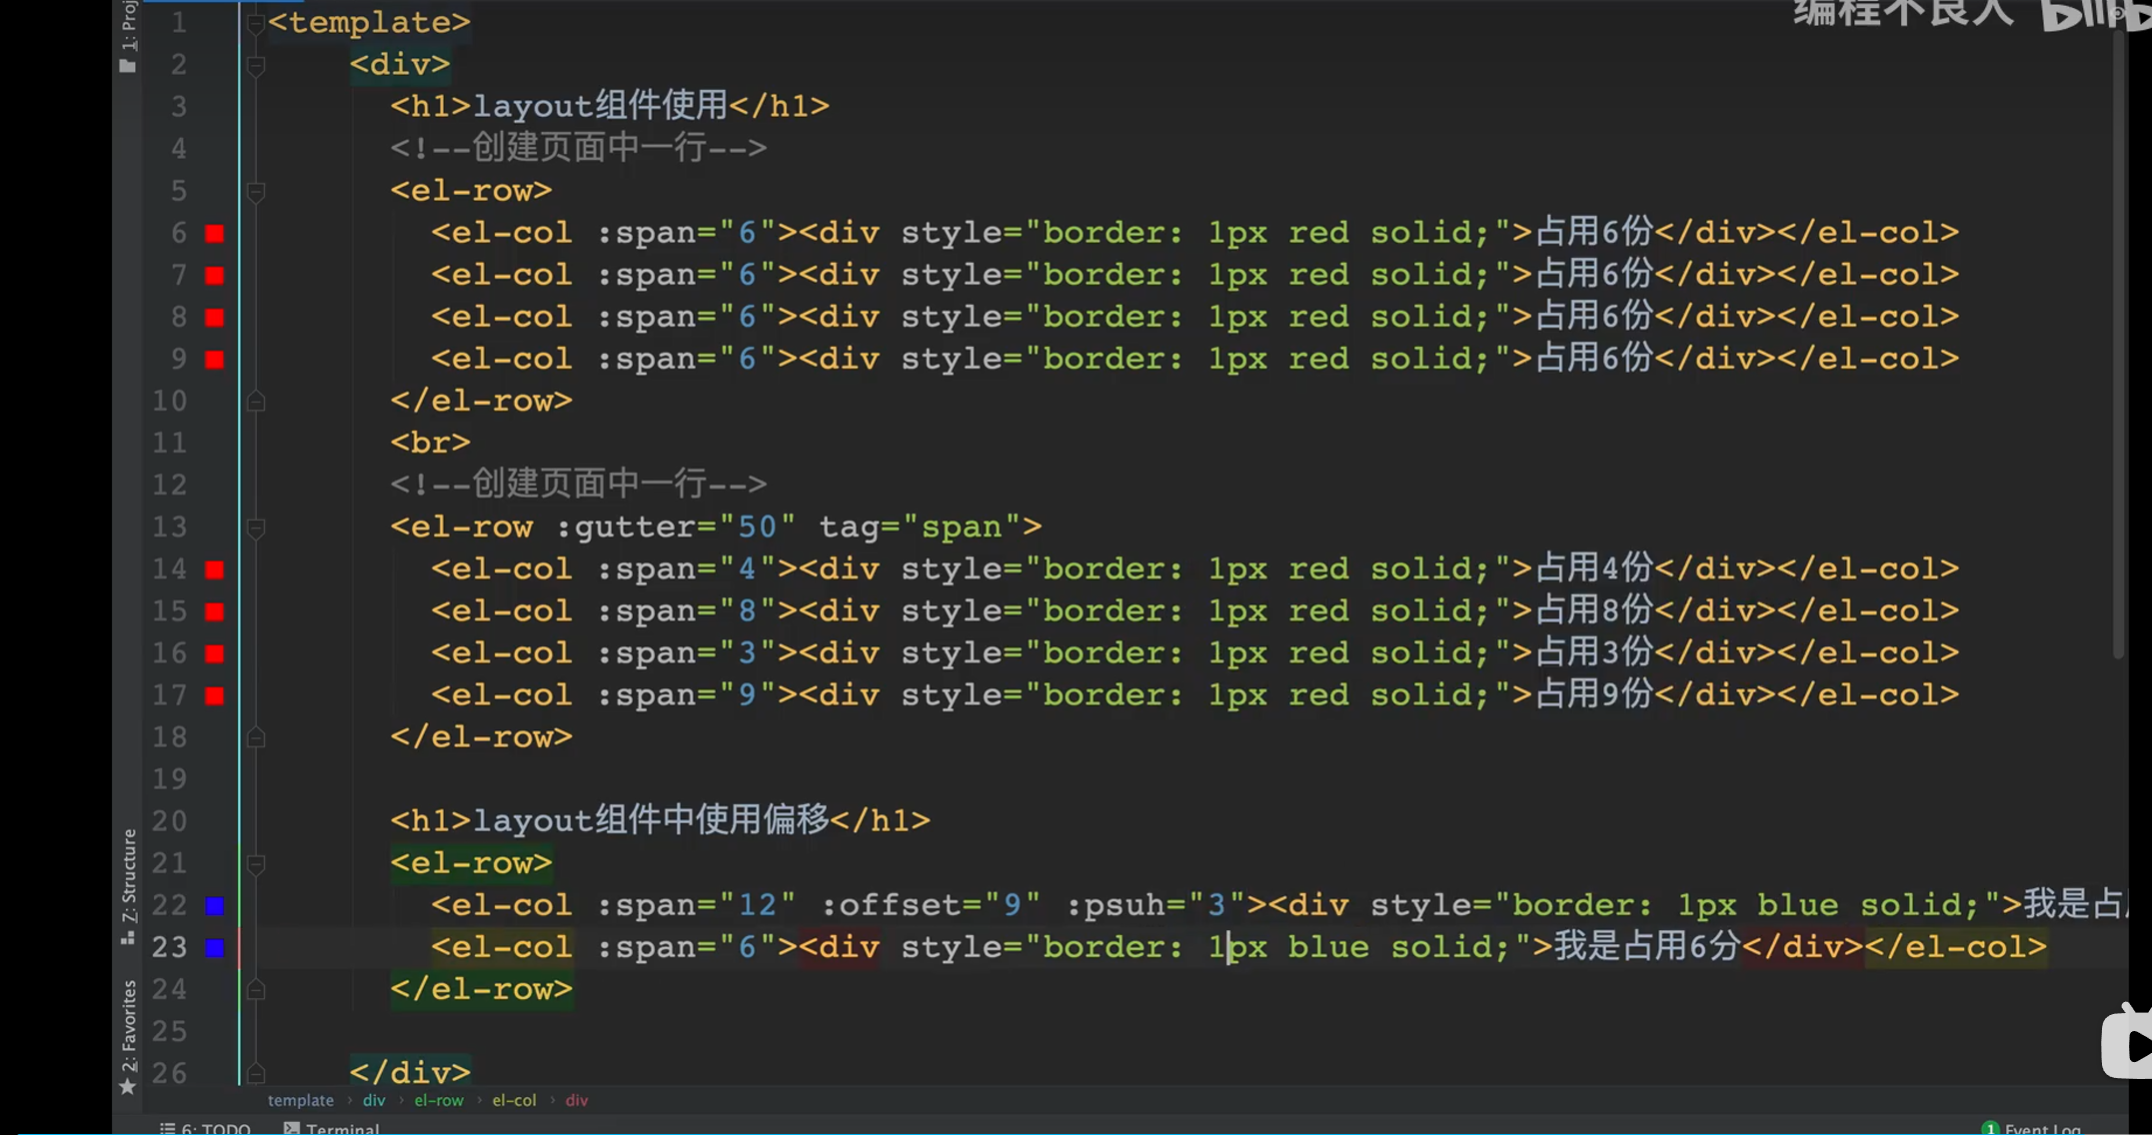 编程不良人
1: Proj
1 <template>
2 <div>
3 <h1>layout组件使用</h1>
4 <!--创建页面中一行-->
5 <el-row>
6 <el-col :span="6"><div style="border: 1px red solid;">占用6份</div></el-col>
7 <el-col :span="6"><div style="border: 1px red solid;">占用6份</div></el-col>
8 <el-col :span="6"><div style="border: 1px red solid;">占用6份</div></el-col>
9 <el-col :span="6"><div style="border: 1px red solid;">占用6份</div></el-col>
10 </el-row>
11 <br>
12 <!--创建页面中一行-->
13 <el-row :gutter="50" tag="span">
14 <el-col :span="4"><div style="border: 1px red solid;">占用4份</div></el-col>
15 <el-col :span="8"><div style="border: 1px red solid;">占用8份</div></el-col>
16 <el-col :span="3"><div style="border: 1px red solid;">占用3份</div></el-col>
17 <el-col :span="9"><div style="border: 1px red solid;">占用9份</div></el-col>
18 </el-row>
19
20 <h1>layout组件中使用偏移</h1>
21 <el-row>
22 <el-col :span="12" :offset="9" :psuh="3"><div style="border: 1px blue solid;">我是占
23 <el-col :span="6"><div style="border: 1px blue solid;">我是占用6分</div></el-col>
24 </el-row>
25
26 </div>
7: Structure
2: Favorites
template › div › el-row › el-col › div
6: TODO Terminal 1 Event Log